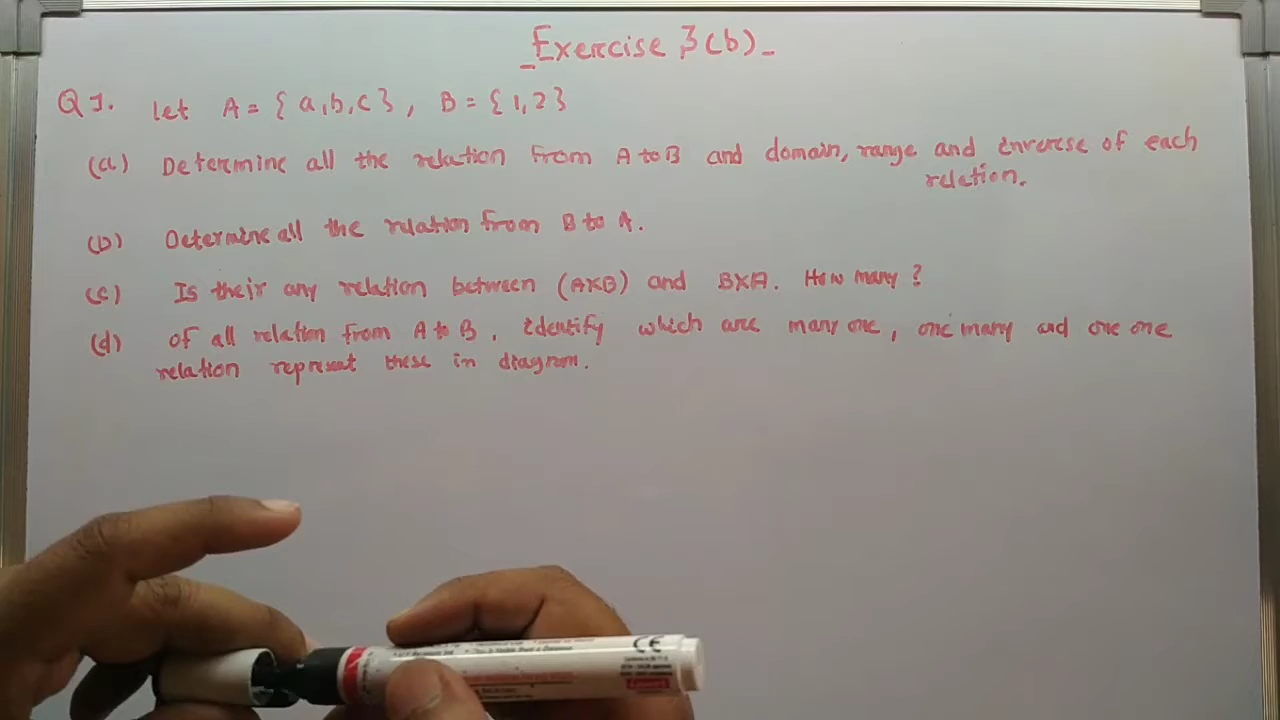 Exercise 3(b)
Q1. let A = { a,b,c} , B = { 1,2}
(a) Determine all the relation from A to B and domain, range and inverse of each
relation.
(b) Determine all the relation from B to A.
(c) Is their any relation between (A×B) and B×A. How many ?
(d) of all relation from A to B, identify which are many one, one many and one one
relation represent these in diagram.
CE